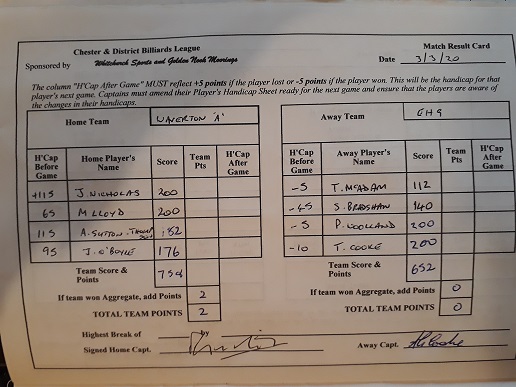 Chester & District Billiards League
Match Result Card
Sponsored by Whitchurch Sports and Golden Nook Moorings
Date 3/3/20
The column "H'Cap After Game" MUST reflect +5 points if the player lost or -5 points if the player won. This will be the handicap for that
player's next game. Captains must amend their Player's Handicap Sheet ready for the next game and ensure that the players are aware of
the changes in their handicaps.
Home Team WAVERTON 'A'
H'Cap Before Game Home Player's Name Score Team Pts H'Cap After Game
+115 J. NICHOLAS 200
65 M LLOYD 200
115 A. SUTTON. 182
95 J. O'BOYLE 176
Team Score & Points 758
If team won Aggregate, add Points 2
TOTAL TEAM POINTS 2
Highest Break of by
Signed Home Capt.
Away Team GH9
H'Cap Before Game Away Player's Name Score Team Pts H'Cap After Game
-5 T. McADAM 112
-45 S. BRADSHAW 140
-5 P. WOOLLAND 200
-10 T. COOKE 200
Team Score & Points 652
If team won Aggregate, add Points 0
TOTAL TEAM POINTS 0
Away Capt.